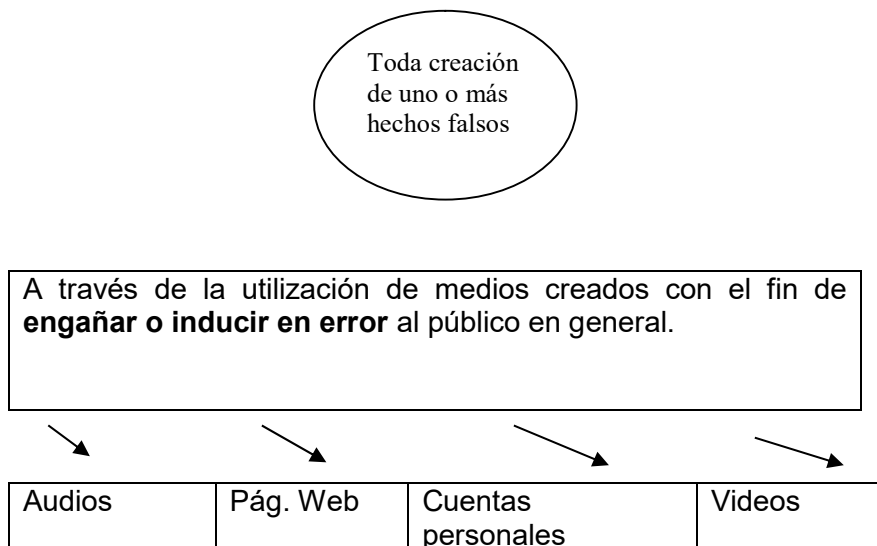 Toda creación
de uno o más
hechos falsos
A través de la utilización de medios creados con el fin de
engañar o inducir en error al público en general.
Audios
Pág. Web
Cuentas
personales
Videos